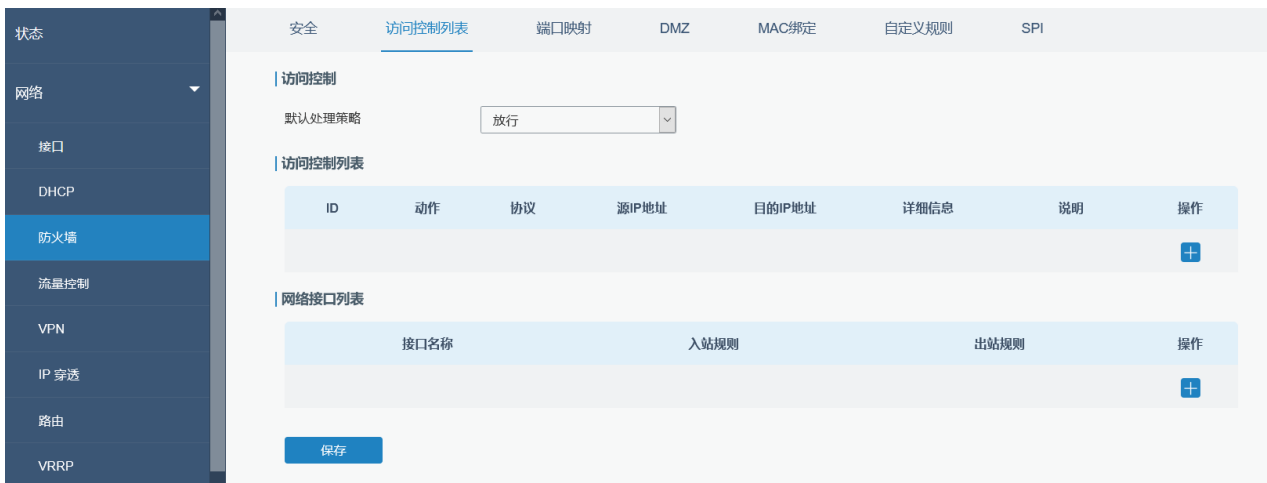 状态
网络
接口
DHCP
防火墙
流量控制
VPN
IP 穿透
路由
VRRP
安全 访问控制列表 端口映射 DMZ MAC绑定 自定义规则 SPI
访问控制
默认处理策略 放行
访问控制列表
ID 动作 协议 源IP地址 目的IP地址 详细信息 说明 操作
网络接口列表
接口名称 入站规则 出站规则 操作
保存